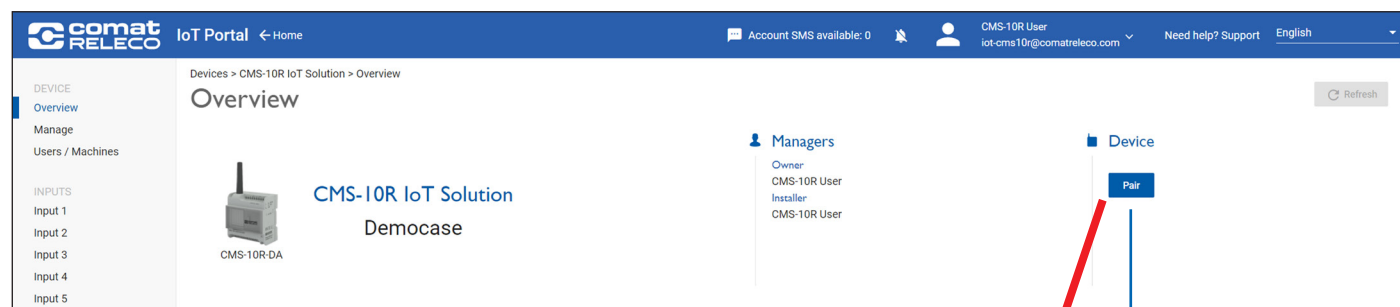 comat
RELECO
IoT Portal ← Home
Account SMS available: 0
CMS-10R User
iot-cms10r@comatreleco.com
Need help? Support
English
DEVICE
Overview
Manage
Users / Machines
INPUTS
Input 1
Input 2
Input 3
Input 4
Input 5
Devices > CMS-10R IoT Solution > Overview
Overview
Refresh
CMS-10R-DA
CMS-10R IoT Solution
Democase
Managers
Owner
CMS-10R User
Installer
CMS-10R User
Device
Pair